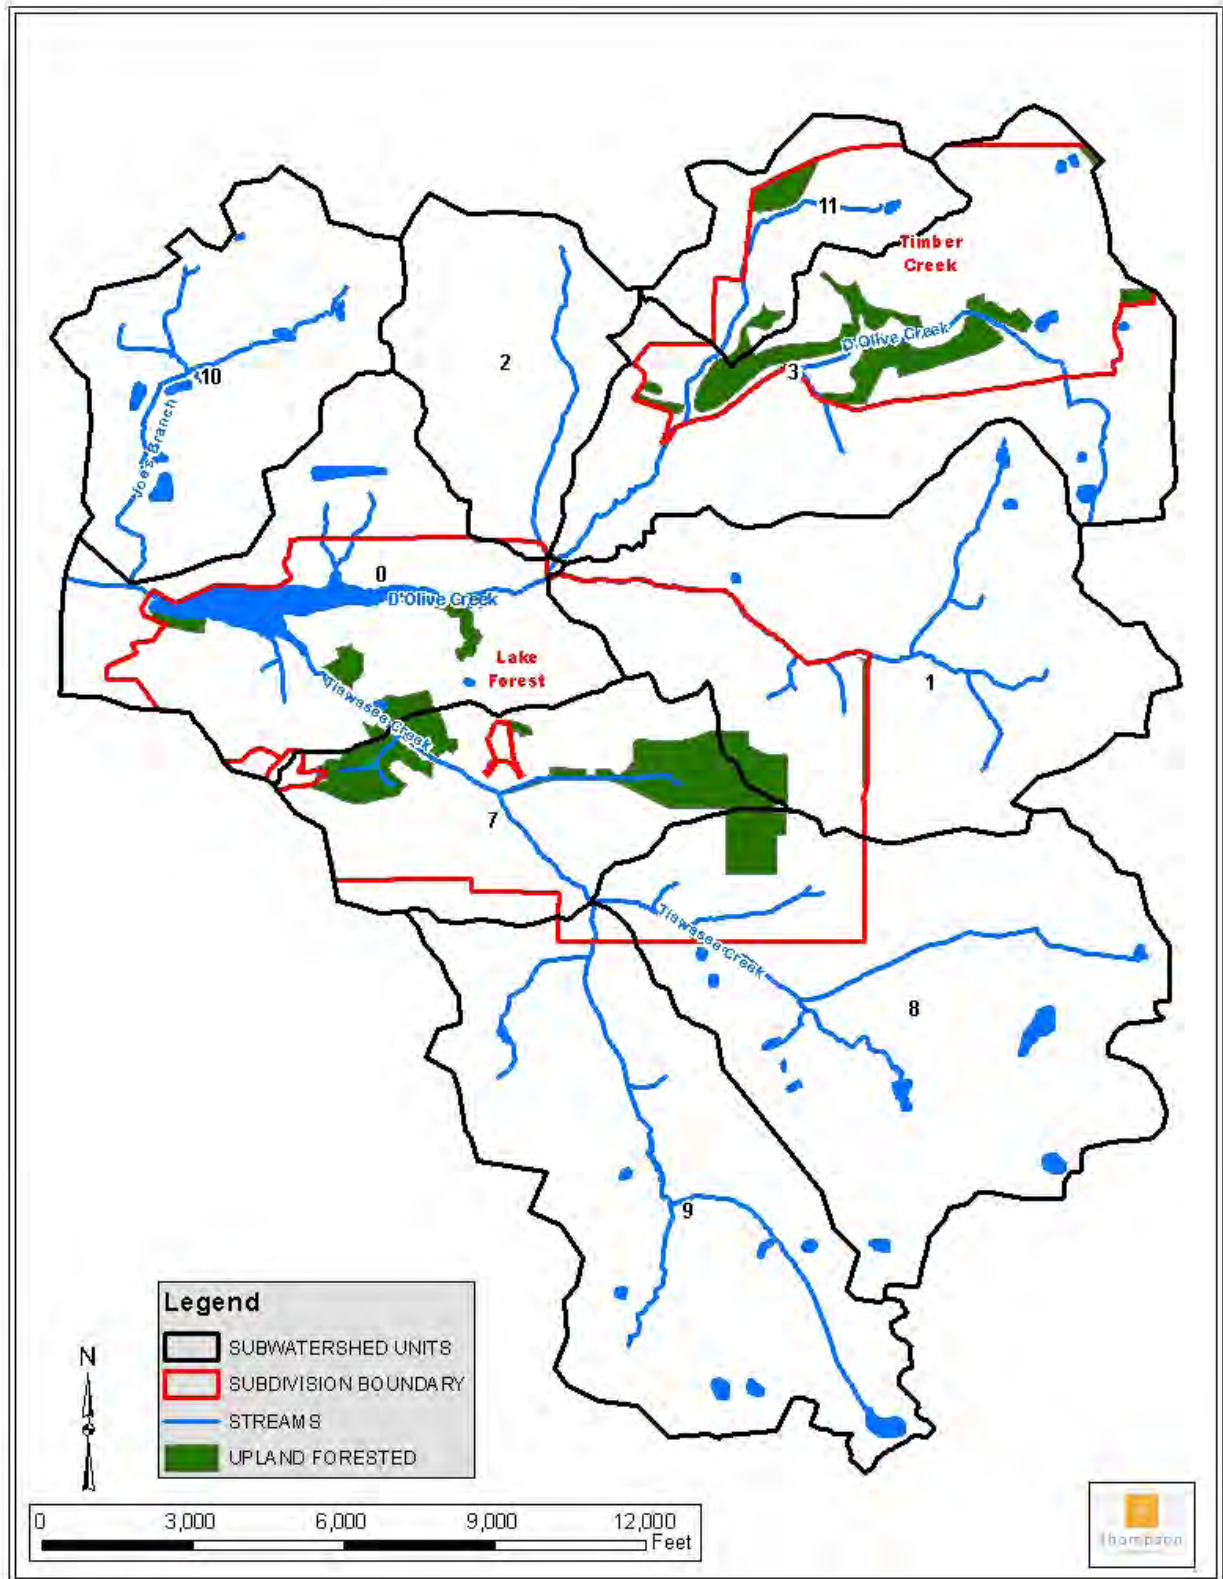 11
Timber
Creek
2
D'Olive Creek
3
10
Joe's Branch
0
D'Olive Creek
Lake
Forest
1
Tiawasee Creek
7
Tiawasee Creek
8
9
Legend
SUBWATERSHED UNITS
SUBDIVISION BOUNDARY
STREAMS
UPLAND FORESTED
N
0 3,000 6,000 9,000 12,000
Feet
Thompson